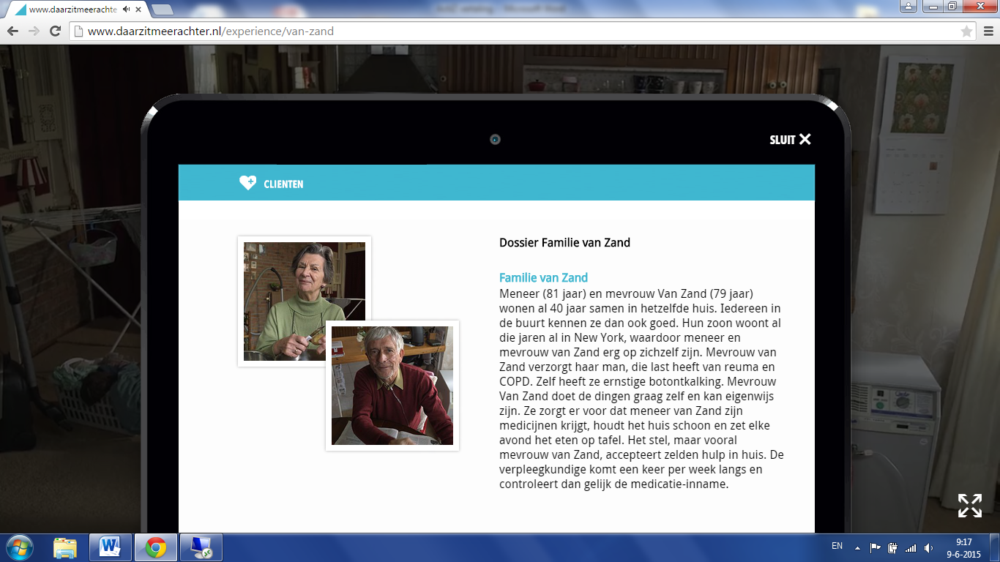 www.daarzitmeerachte
www.daarzitmeerachter.nl/experience/van-zand
SLUIT
CLIENTEN
Dossier Familie van Zand
Familie van Zand
Meneer (81 jaar) en mevrouw Van Zand (79 jaar)
wonen al 40 jaar samen in hetzelfde huis. Iedereen in
de buurt kennen ze dan ook goed. Hun zoon woont al
die jaren al in New York, waardoor meneer en
mevrouw van Zand erg op zichzelf zijn. Mevrouw van
Zand verzorgt haar man, die last heeft van reuma en
COPD. Zelf heeft ze ernstige botontkalking. Mevrouw
Van Zand doet de dingen graag zelf en kan eigenwijs
zijn. Ze zorgt er voor dat meneer van Zand zijn
medicijnen krijgt, houdt het huis schoon en zet elke
avond het eten op tafel. Het stel, maar vooral
mevrouw van Zand, accepteert zelden hulp in huis. De
verpleegkundige komt een keer per week langs en
controleert dan gelijk de medicatie-inname.
EN
9:17
9-6-2015